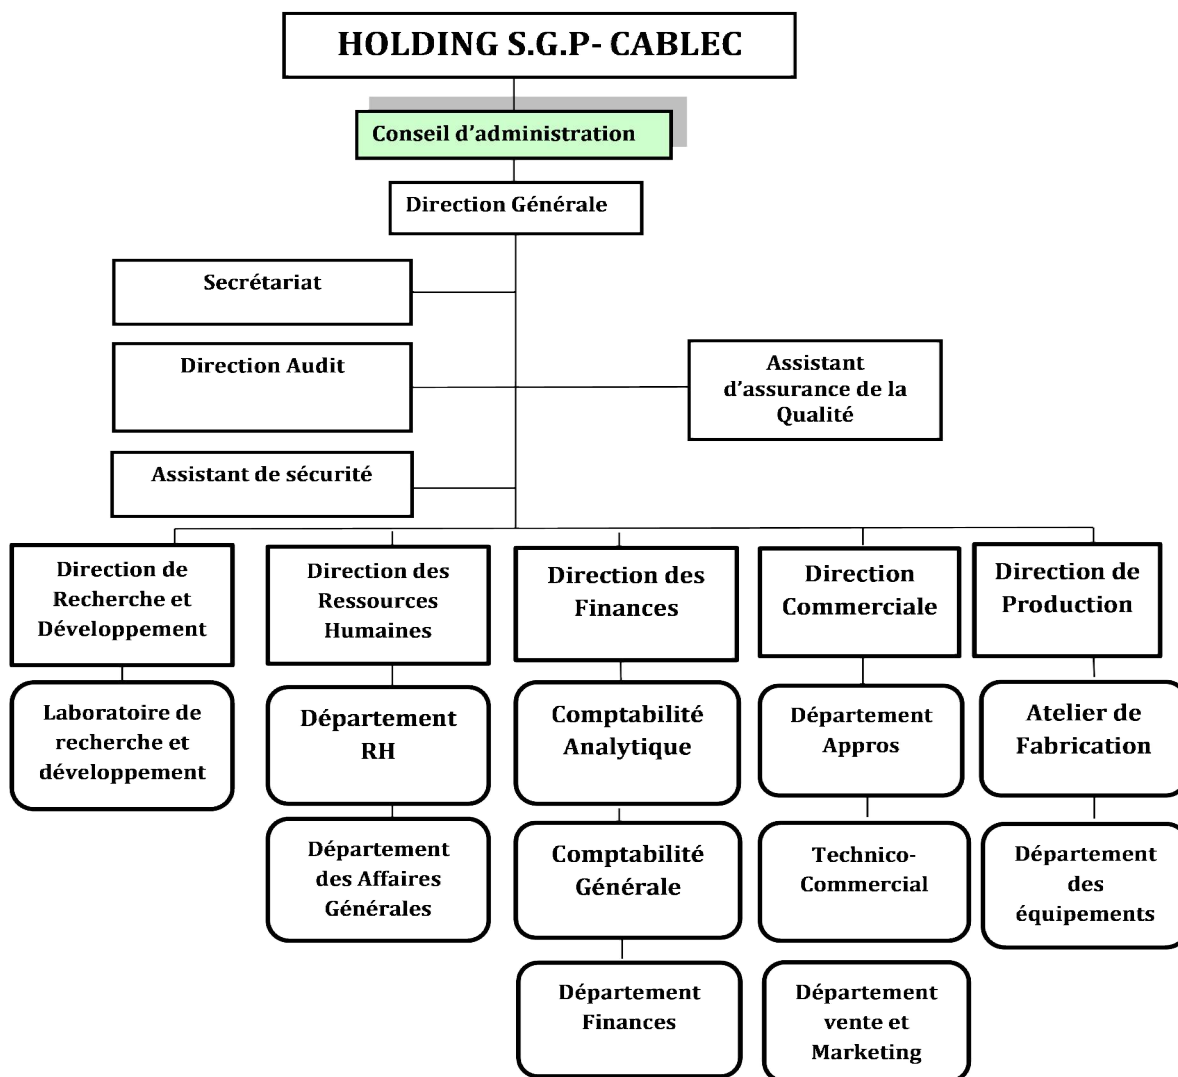 HOLDING S.G.P- CABLEC
Conseil d’administration
Direction Générale
Secrétariat
Direction Audit
Assistant
d’assurance de la
Qualité
Assistant de sécurité
Direction de
Recherche et
Développement
Direction des
Ressources
Humaines
Direction des
Finances
Direction
Commerciale
Direction de
Production
Laboratoire de
recherche et
développement
Département
RH
Comptabilité
Analytique
Département
Appros
Atelier de
Fabrication
Département
des Affaires
Générales
Comptabilité
Générale
Technico-
Commercial
Département
des
équipements
Département
Finances
Département
vente et
Marketing